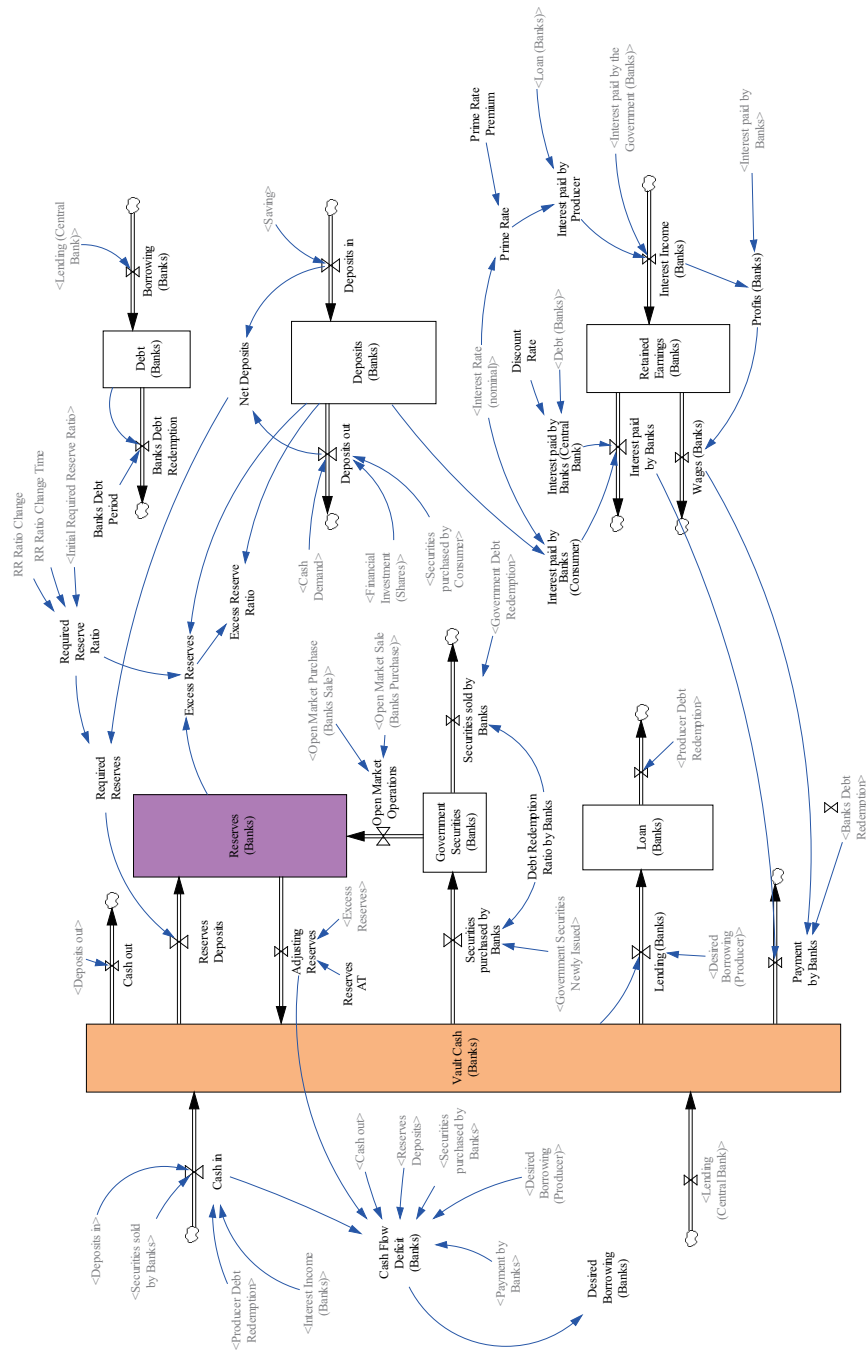 <Deposits in>
<Securities sold
by Banks>
Cash in
<Producer Debt
Redemption>
<Interest Income
(Banks)>
Cash Flow
Deficit
(Banks)
<Cash out>
<Reserves
Deposits>
<Securities
purchased by
Banks>
<Desired
Borrowing
(Producer)>
<Payment by
Banks>
Desired
Borrowing
(Banks)
<Lending
(Central Bank)>
Vault Cash
(Banks)
<Deposits out>
Cash out
Reserves
Deposits
Adjusting
Reserves
Reserves
AT
<Excess
Reserves>
Required
Reserves
Reserves
(Banks)
Open Market
Operations
<Open Market Purchase
(Banks Sale)>
<Open Market Sale
(Banks Purchase)>
Securities
purchased by
Banks
<Government Securities
Newly Issued>
Government
Securities
(Banks)
Securities sold by
Banks
<Government Debt
Redemption>
Debt Redemption
Ratio by Banks
Lending (Banks)
<Desired
Borrowing
(Producer)>
Loan
(Banks)
<Producer Debt
Redemption>
Payment
by Banks
<Banks Debt
Redemption>
RR Ratio Change
RR Ratio Change Time
<Initial Required Reserve Ratio>
Required
Reserve
Ratio
Excess Reserves
Excess Reserve
Ratio
Banks Debt
Period
Banks Debt
Redemption
Debt
(Banks)
Borrowing
(Banks)
<Lending (Central
Bank)>
Net Deposits
Deposits out
<Cash
Demand>
<Financial
Investment
(Shares)>
<Securities
purchased by
Consumer>
Deposits
(Banks)
Deposits in
<Saving>
<Interest Rate
(nominal)>
Discount
Rate
<Debt (Banks)>
Prime Rate
Prime Rate
Premium
<Loan (Banks)>
Interest paid by
Producer
Interest paid by
Banks
(Consumer)
Interest paid by
Banks (Central
Bank)
Interest paid
by Banks
Wages (Banks)
Retained
Earnings
(Banks)
Interest Income
(Banks)
<Interest paid by the
Government (Banks)>
Profits (Banks)
<Interest paid by
Banks>